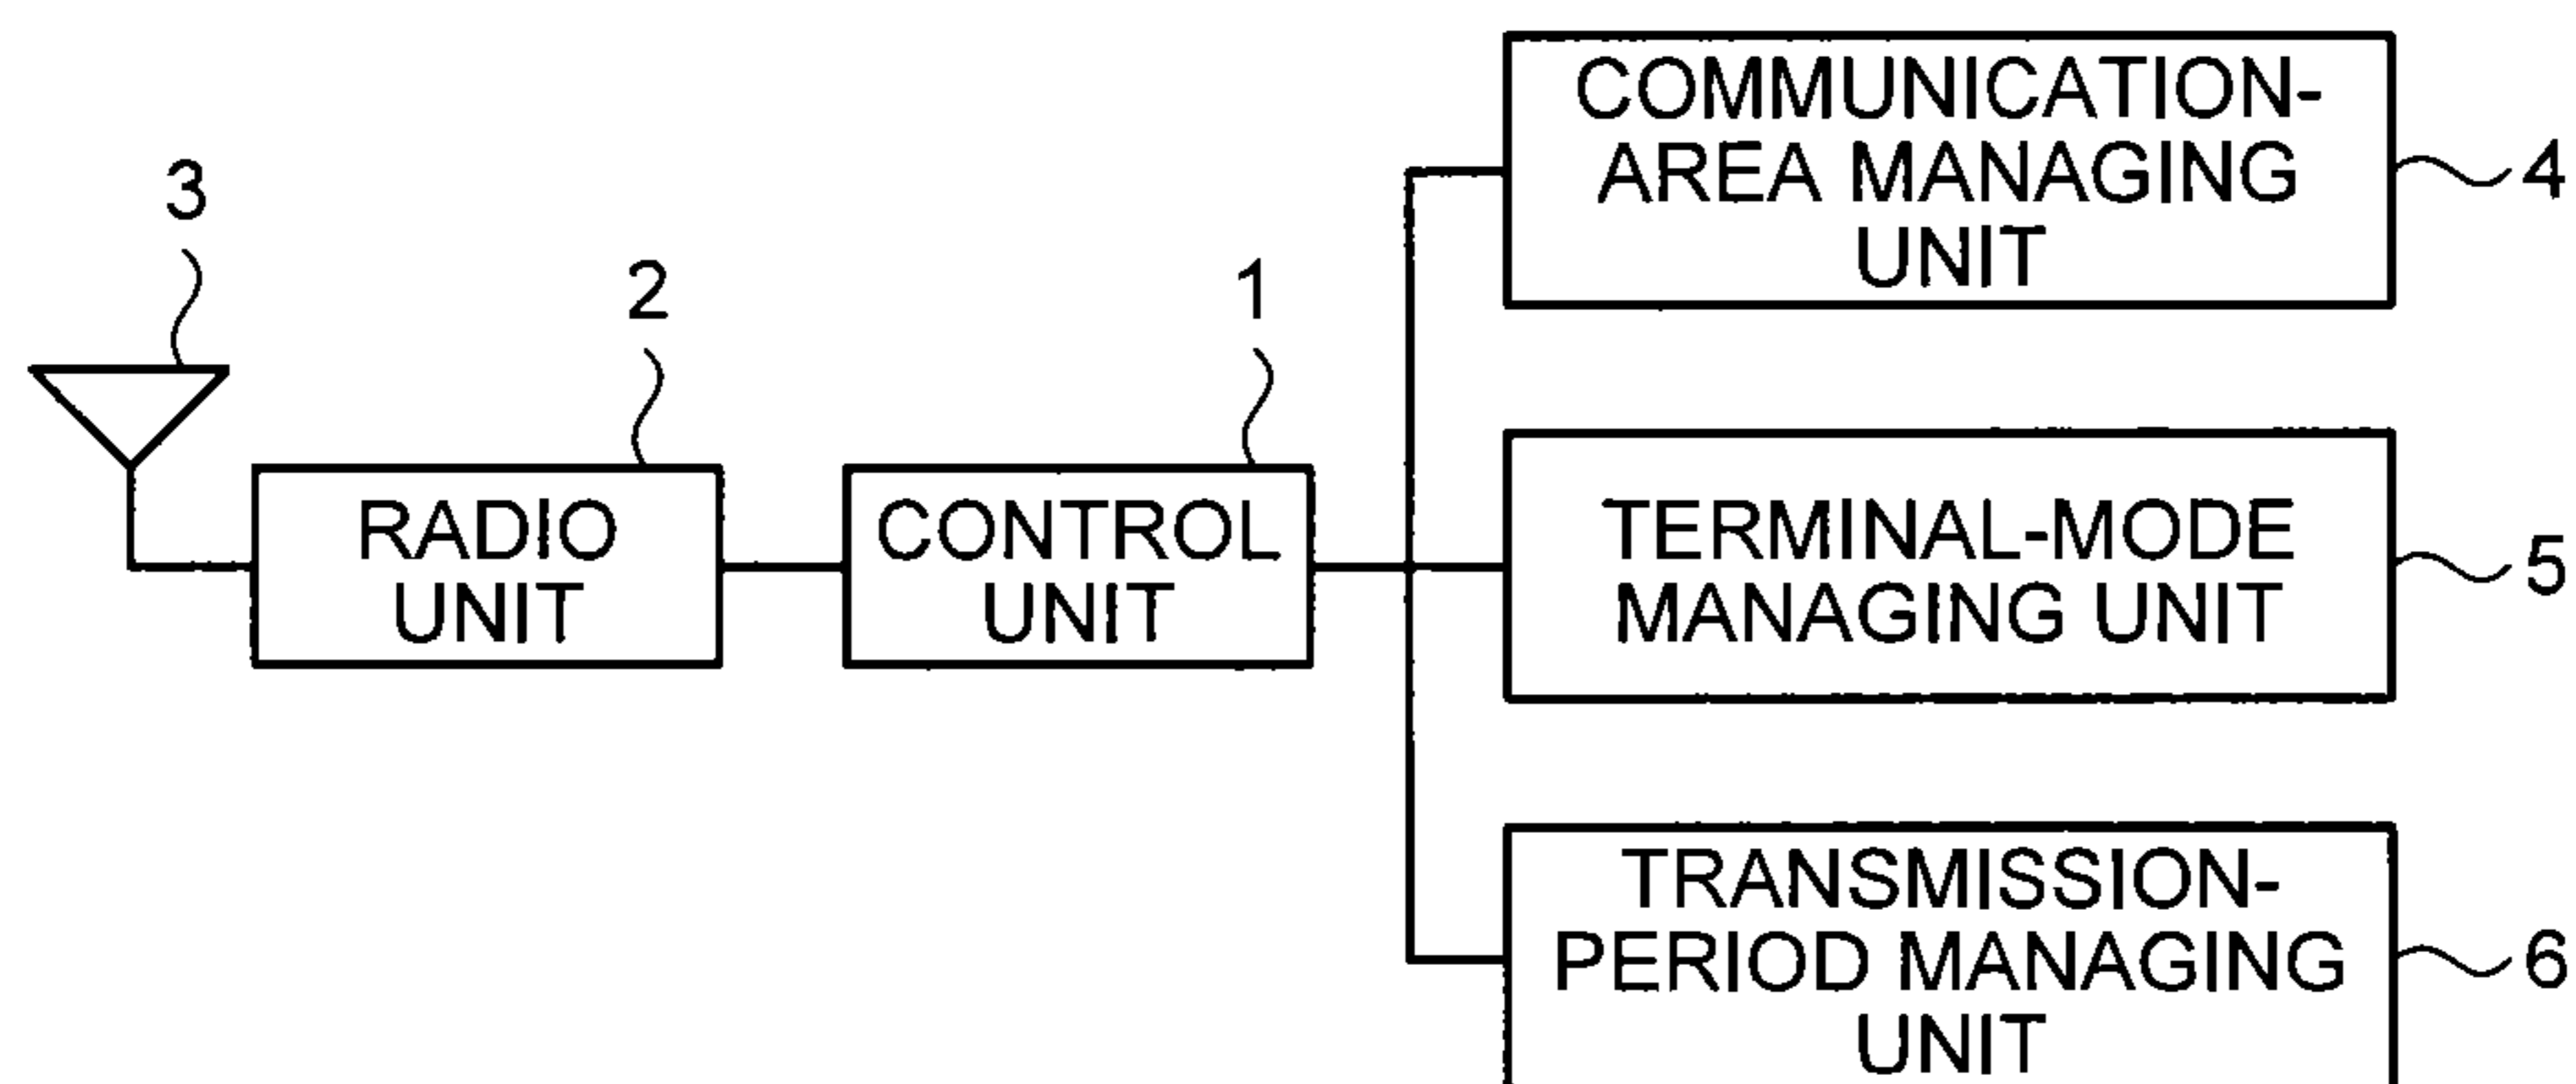 3
2
1
RADIO
UNIT
CONTROL
UNIT
COMMUNICATION-
AREA MANAGING
UNIT
4
TERMINAL-MODE
MANAGING UNIT
5
TRANSMISSION-
PERIOD MANAGING
UNIT
6